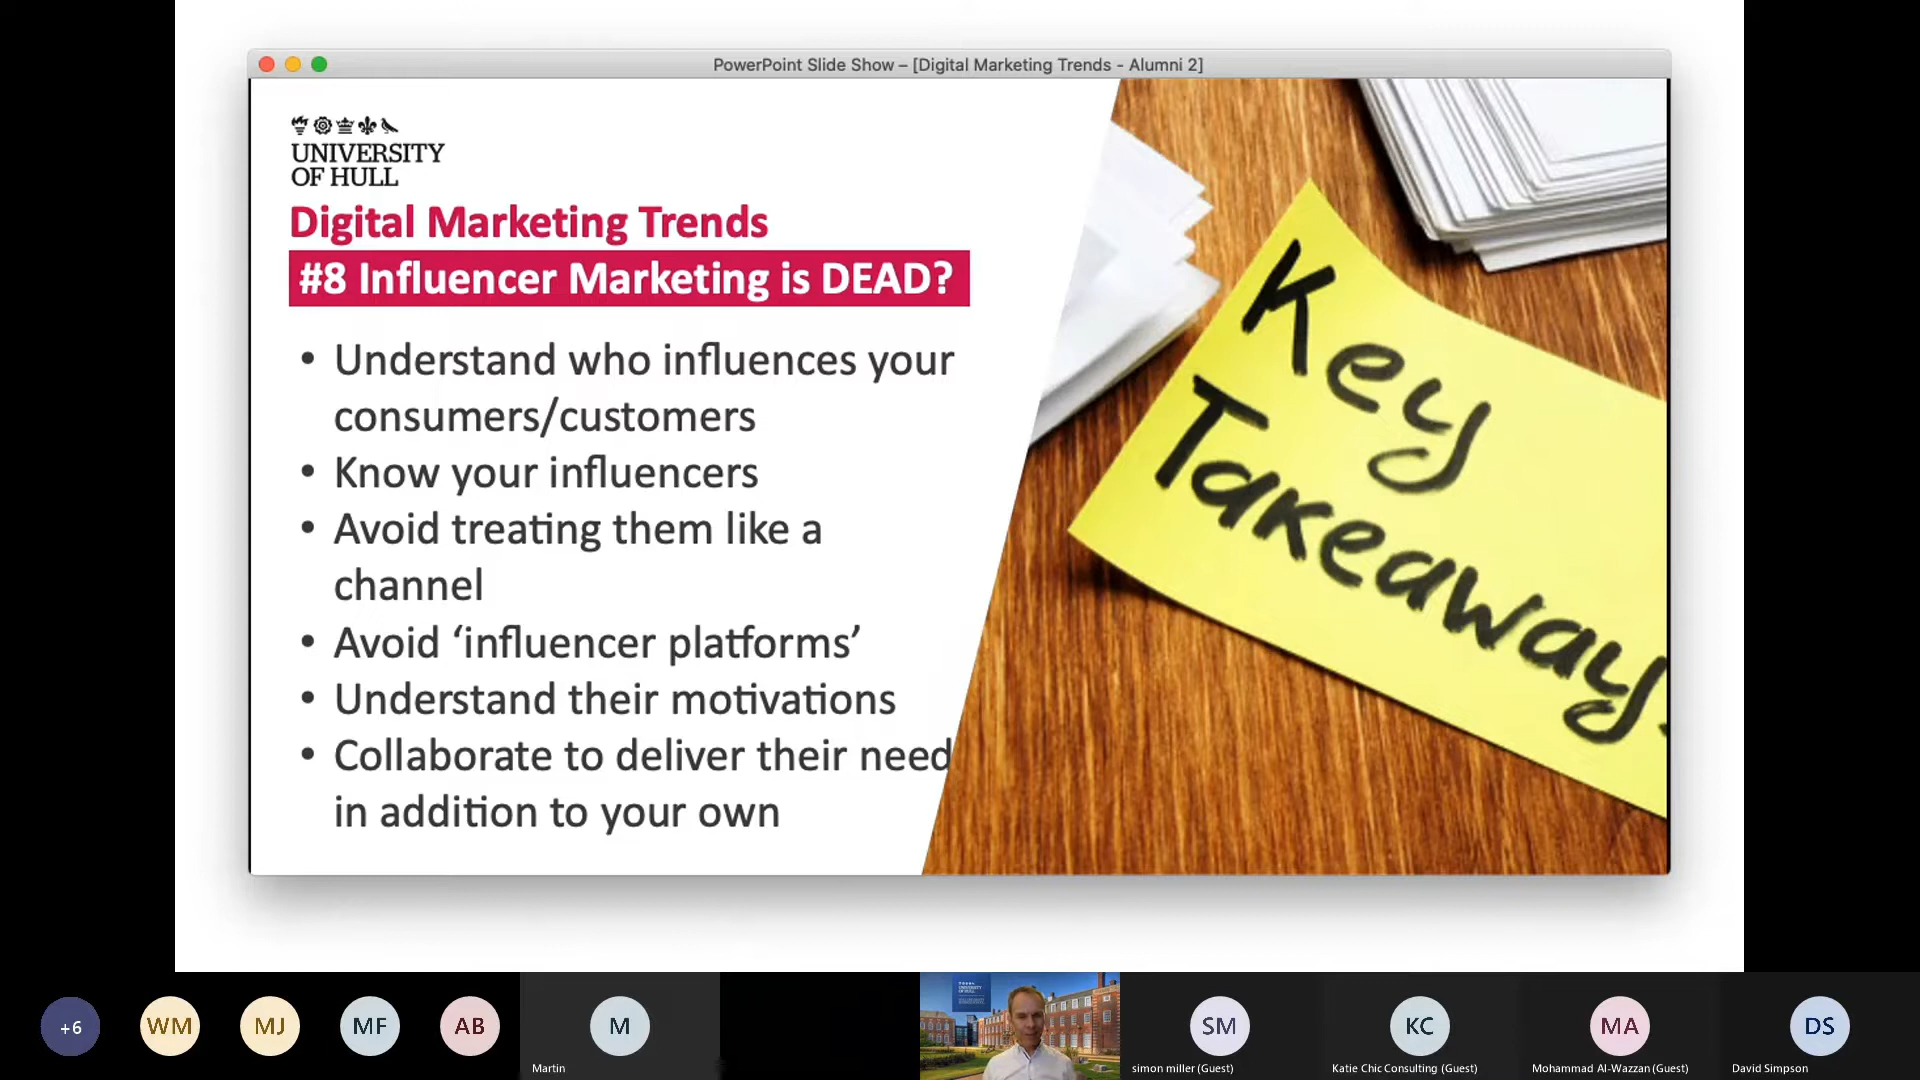 PowerPoint Slide Show – [Digital Marketing Trends - Alumni 2]
UNIVERSITY
OF HULL
Digital Marketing Trends
#8 Influencer Marketing is DEAD?
• Understand who influences your
consumers/customers
• Know your influencers
• Avoid treating them like a
channel
• Avoid ‘influencer platforms’
• Understand their motivations
• Collaborate to deliver their need
in addition to your own
Key
Takeaway
+6
WM
MJ
MF
AB
M
Martin
UNIVERSITY
OF HULL
SM
simon miller (Guest)
KC
Katie Chic Consulting (Guest)
MA
Mohammad Al-Wazzan (Guest)
DS
David Simpson